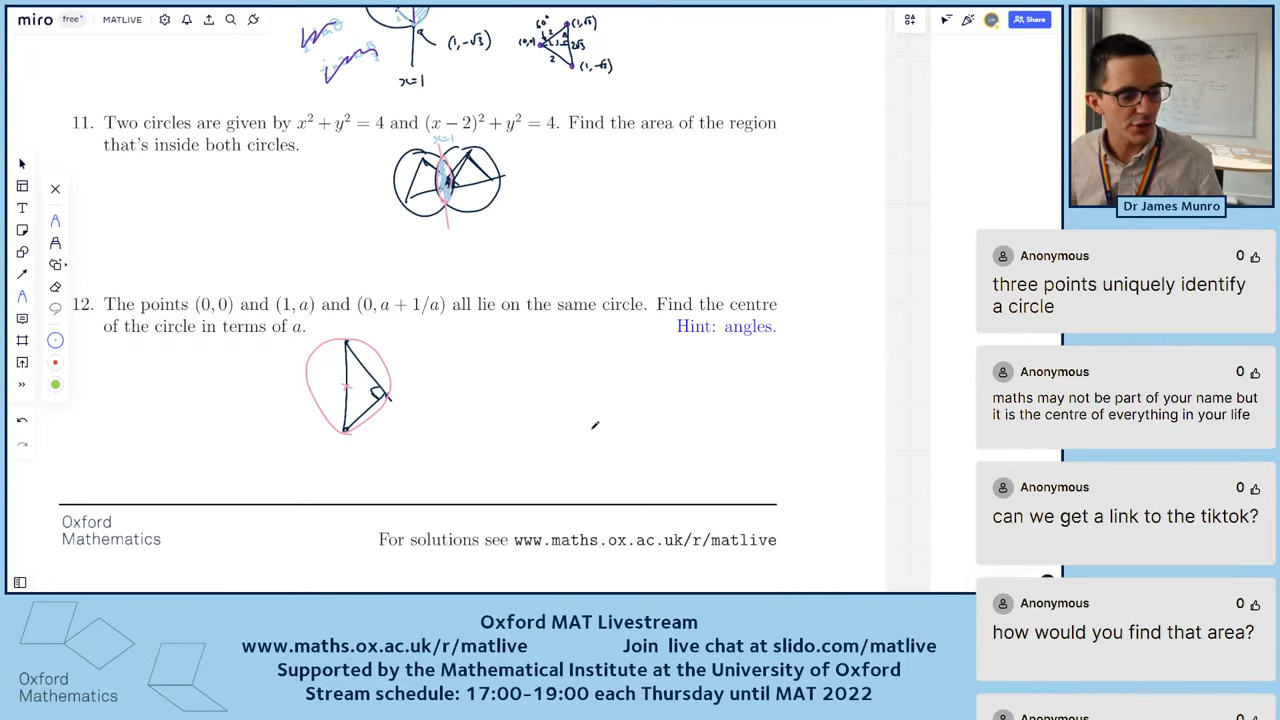 miro free MATLIVE Share
60° (1,√3)
(0,0) 2√3
2 (1,-√3)
(1,-√3)
x=1
11. Two circles are given by x² + y² = 4 and (x − 2)² + y² = 4. Find the area of the region
that's inside both circles.
x=1
12. The points (0, 0) and (1, a) and (0, a + 1/a) all lie on the same circle. Find the centre
of the circle in terms of a. Hint: angles.
Oxford
Mathematics
For solutions see www.maths.ox.ac.uk/r/matlive
Dr James Munro
Anonymous 0
three points uniquely identify
a circle
Anonymous 0
maths may not be part of your name but
it is the centre of everything in your life
Anonymous 0
can we get a link to the tiktok?
Anonymous 0
how would you find that area?
Oxford
Mathematics
Oxford MAT Livestream
www.maths.ox.ac.uk/r/matlive Join live chat at slido.com/matlive
Supported by the Mathematical Institute at the University of Oxford
Stream schedule: 17:00-19:00 each Thursday until MAT 2022